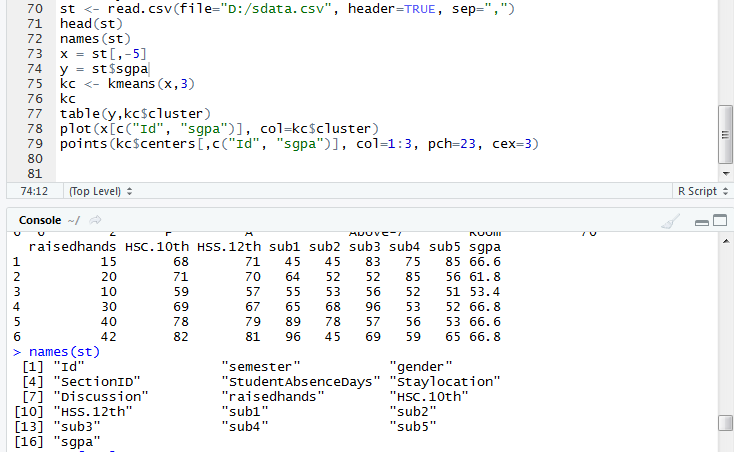 70 st <- read.csv(file="D:/sdata.csv", header=TRUE, sep=",")
71 head(st)
72 names(st)
73 x = st[,-5]
74 y = st$sgpa
75 kc <- kmeans(x,3)
76 kc
77 table(y,kc$cluster)
78 plot(x[c("Id", "sgpa")], col=kc$cluster)
79 points(kc$centers[,c("Id", "sgpa")], col=1:3, pch=23, cex=3)
80
81
74:12 (Top Level) R Script
Console ~/
raisedhands HSC.10th HSS.12th sub1 sub2 sub3 sub4 sub5 sgpa
1 15 68 71 45 45 83 75 85 66.6
2 20 71 70 64 52 52 85 56 61.8
3 10 59 57 55 53 56 52 51 53.4
4 30 69 67 65 68 96 53 52 66.8
5 40 78 79 89 78 57 56 53 66.6
6 42 82 81 96 45 69 59 65 66.8
> names(st)
[1] "Id" "semester" "gender"
[4] "SectionID" "StudentAbsenceDays" "Staylocation"
[7] "Discussion" "raisedhands" "HSC.10th"
[10] "HSS.12th" "sub1" "sub2"
[13] "sub3" "sub4" "sub5"
[16] "sgpa"